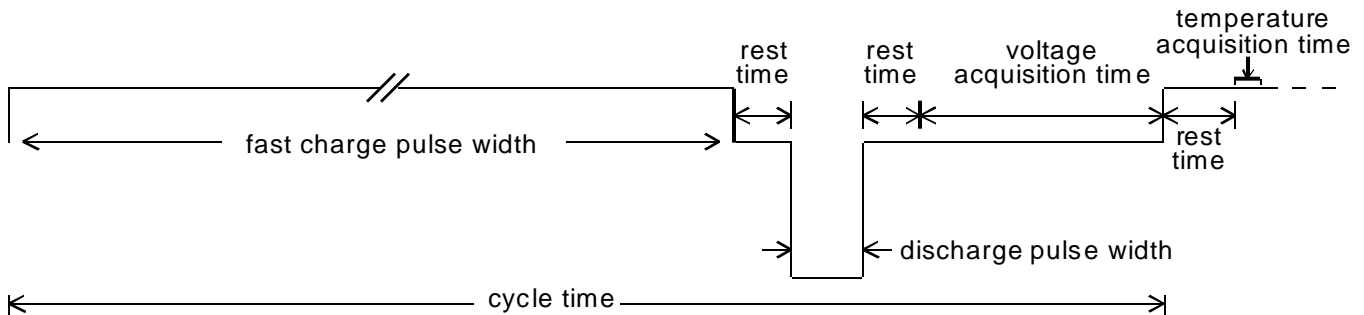 temperature
acquisition time
rest
time
rest
time
voltage
acquisition time
fast charge pulse width
rest
time
discharge pulse width
cycle time